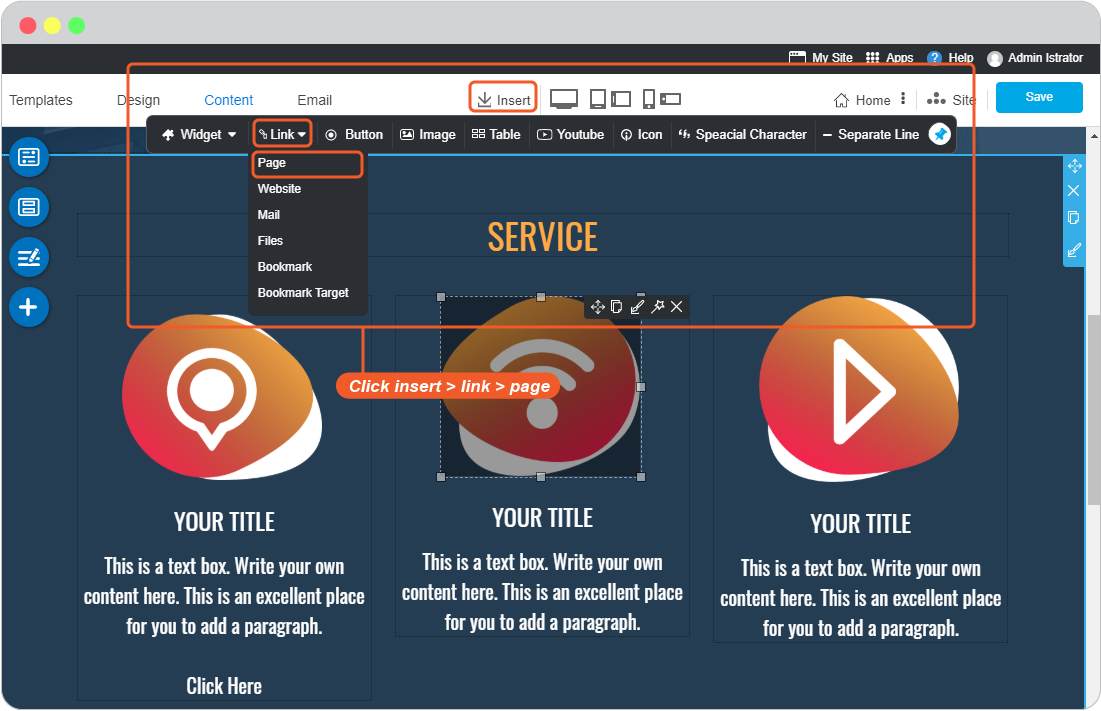 My Site Apps ? Help Admin Istrator
Templates Design Content Email Insert Home Site Save
Widget Link Button Image Table Youtube Icon Speacial Character Separate Line
Page
Website
Mail
Files
Bookmark
Bookmark Target
SERVICE
Click insert > link > page
YOUR TITLE
This is a text box. Write your own
content here. This is an excellent place
for you to add a paragraph.
Click Here
YOUR TITLE
This is a text box. Write your own
content here. This is an excellent place
for you to add a paragraph.
YOUR TITLE
This is a text box. Write your own
content here. This is an excellent place
for you to add a paragraph.